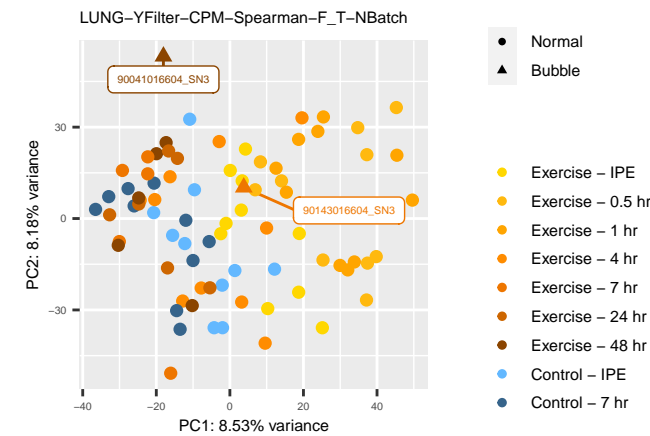 LUNG−YFilter−CPM−Spearman−F_T−NBatch
90041016604_SN3
90143016604_SN3
30
0
−30
−40
−20
0
20
40
PC1: 8.53% variance
PC2: 8.18% variance
Normal
Bubble
Exercise − IPE
Exercise − 0.5 hr
Exercise − 1 hr
Exercise − 4 hr
Exercise − 7 hr
Exercise − 24 hr
Exercise − 48 hr
Control − IPE
Control − 7 hr